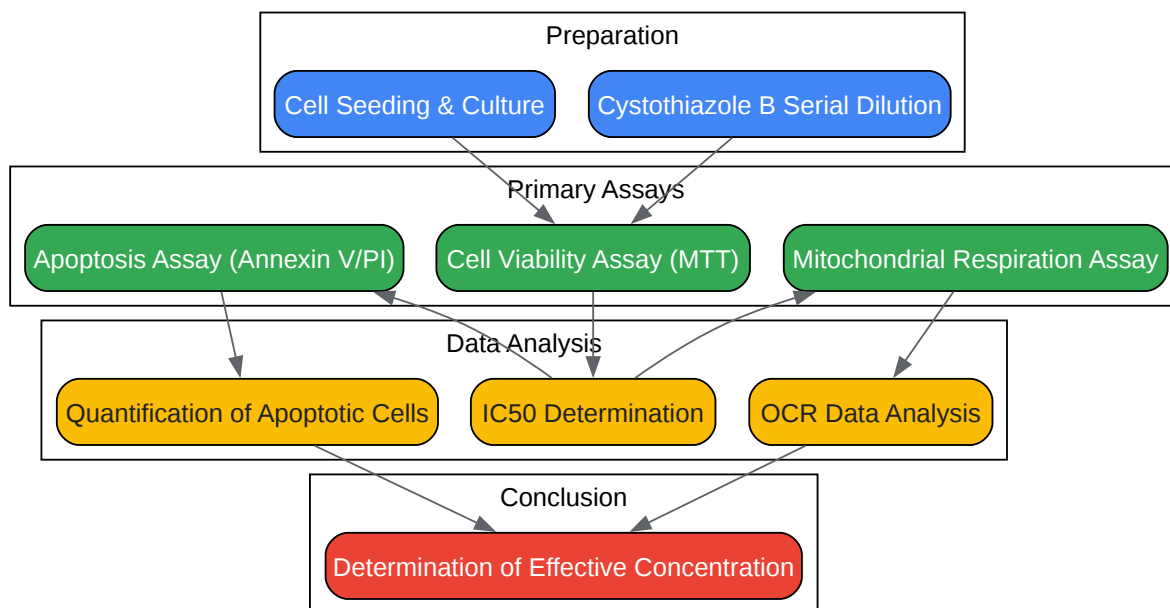 Preparation
Cell Seeding & Culture
Cystothiazole B Serial Dilution
Primary Assays
Apoptosis Assay (Annexin V/PI)
Cell Viability Assay (MTT)
Mitochondrial Respiration Assay
Data Analysis
Quantification of Apoptotic Cells
IC50 Determination
OCR Data Analysis
Conclusion
Determination of Effective Concentration